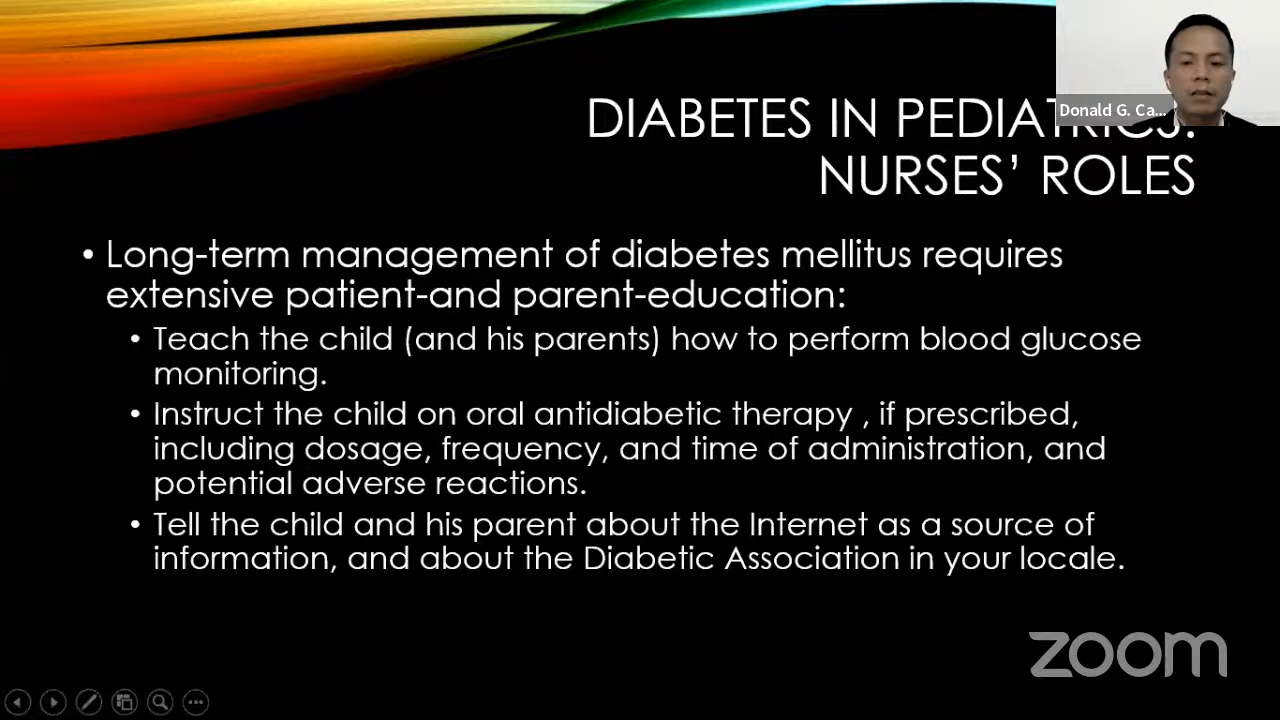 Donald G. Ca...
DIABETES IN PEDIATRICS:
NURSES’ ROLES
• Long-term management of diabetes mellitus requires
extensive patient-and parent-education:
• Teach the child (and his parents) how to perform blood glucose
monitoring.
• Instruct the child on oral antidiabetic therapy , if prescribed,
including dosage, frequency, and time of administration, and
potential adverse reactions.
• Tell the child and his parent about the Internet as a source of
information, and about the Diabetic Association in your locale.
zoom